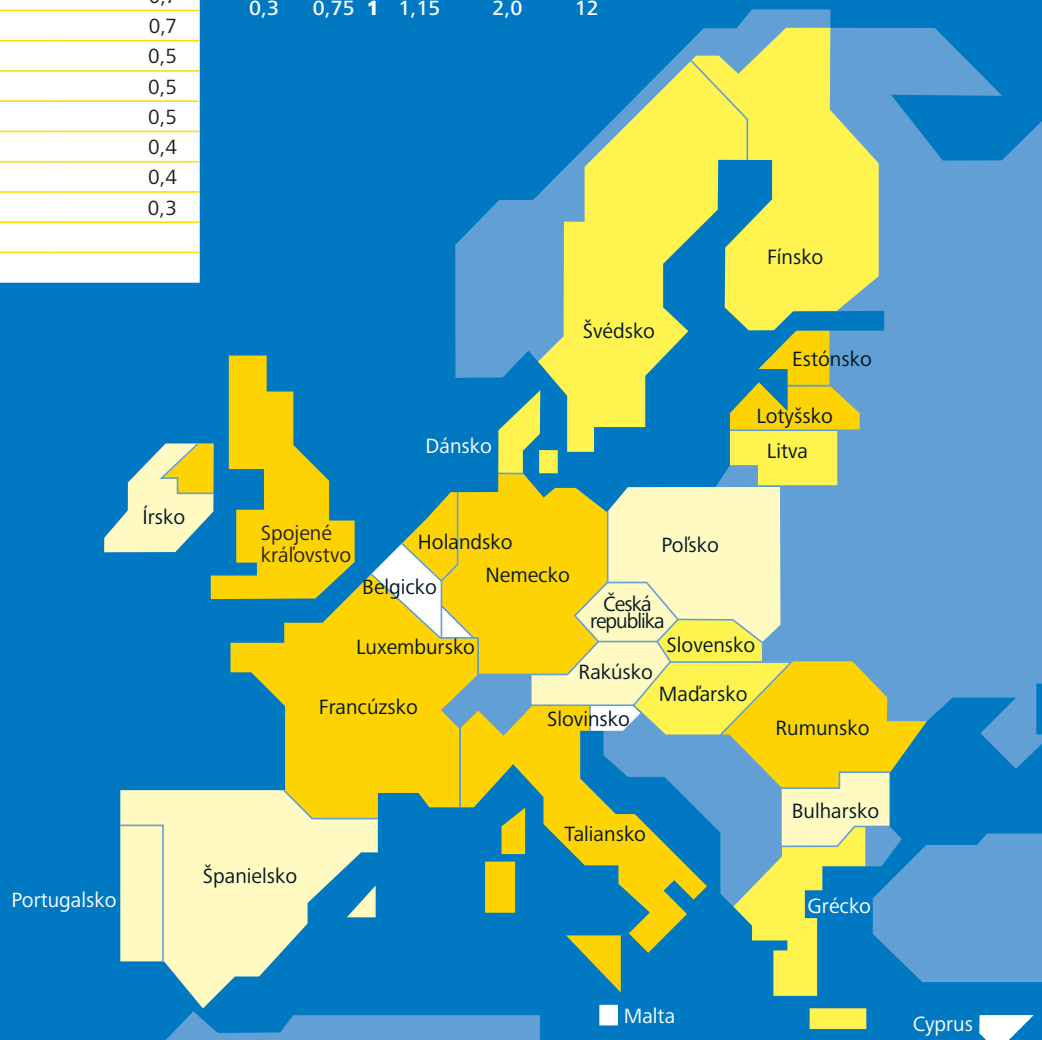 0,3 0,75 1 1,15 2,0 12
0,7
0,5
0,5
0,5
0,4
0,4
0,3
Fínsko
Švédsko
Estónsko
Lotyšsko
Dánsko
Litva
Írsko
Spojené
kráľovstvo
Holandsko
Poľsko
Nemecko
Belgicko
Česká
republika
Luxembursko
Slovensko
Rakúsko
Maďarsko
Francúzsko
Slovinsko
Rumunsko
Bulharsko
Taliansko
Španielsko
Portugalsko
Grécko
Malta
Cyprus